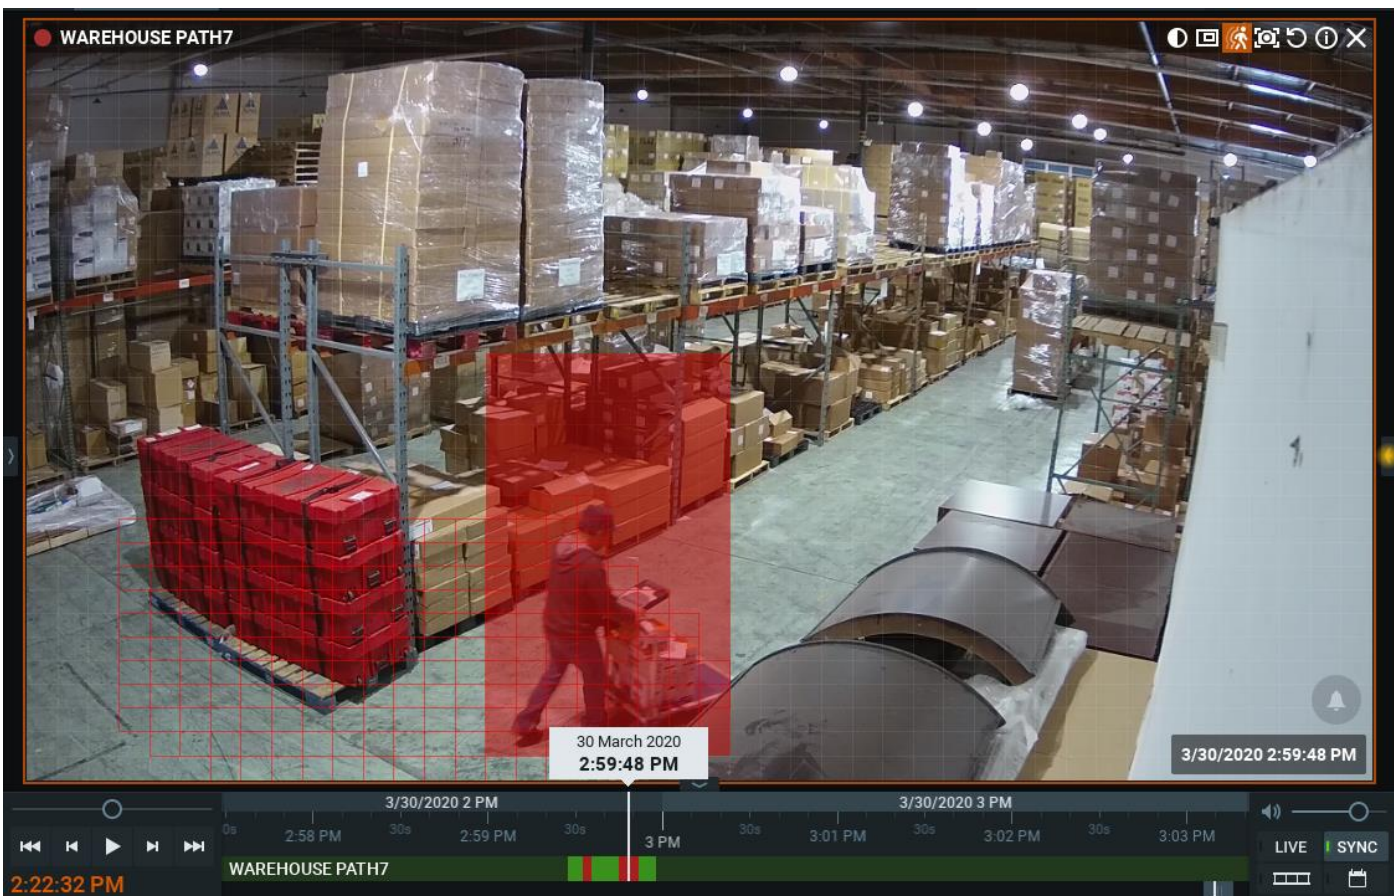 WAREHOUSE PATH7
3/30/2020 2:59:48 PM
30 March 2020
2:59:48 PM
3/30/2020 2 PM
3/30/2020 3 PM
0s
2:58 PM
30s
2:59 PM
30s
3 PM
30s
3:01 PM
30s
3:02 PM
30s
3:03 PM
LIVE
SYNC
WAREHOUSE PATH7
2:22:32 PM